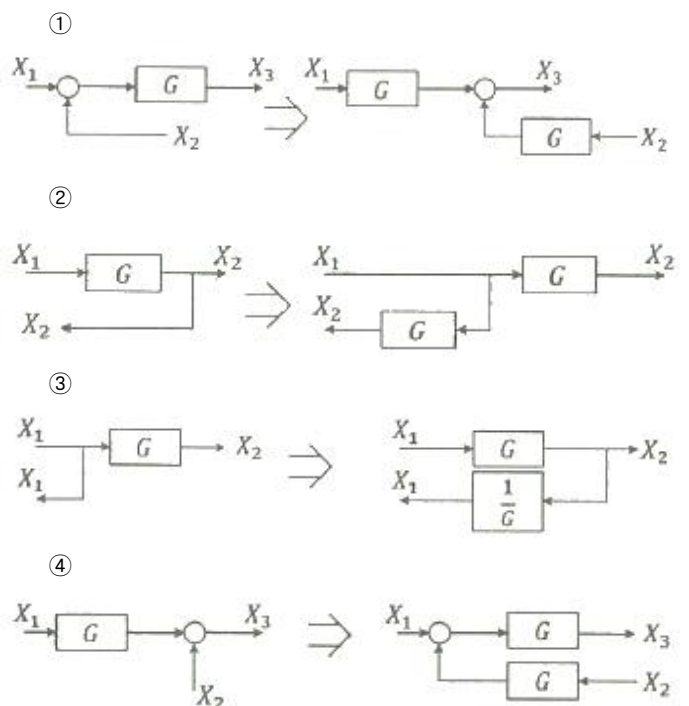 ①
X₁ G X₃ X₁ G X₃
X₂ G X₂
②
X₁ G X₂ X₁ G X₂
X₂ X₂ G
③
X₁ G X₂ X₁ G X₂
X₁ X₁ 1/G
④
X₁ G X₃ X₁ G X₃
X₂ G X₂